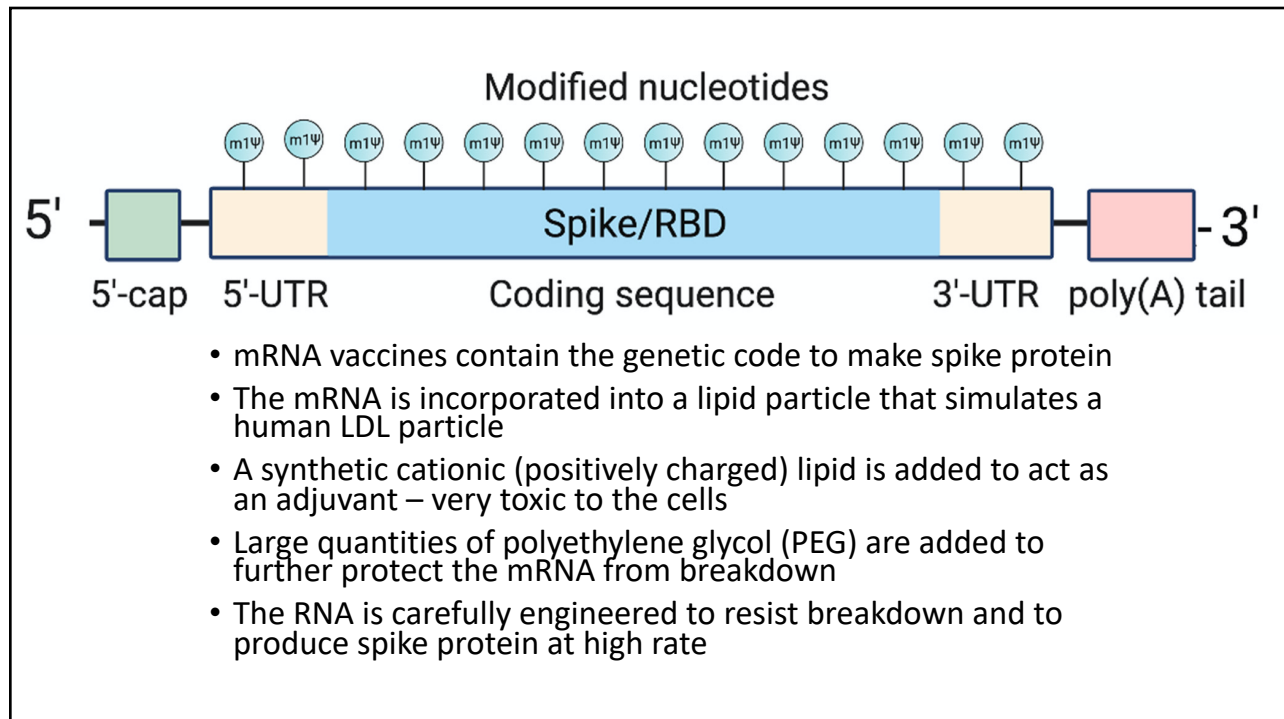 Modified nucleotides
m1Ψ m1Ψ m1Ψ m1Ψ m1Ψ m1Ψ m1Ψ m1Ψ m1Ψ m1Ψ m1Ψ m1Ψ m1Ψ m1Ψ
5' Spike/RBD - 3'
5'-cap 5'-UTR Coding sequence 3'-UTR poly(A) tail
• mRNA vaccines contain the genetic code to make spike protein
• The mRNA is incorporated into a lipid particle that simulates a
human LDL particle
• A synthetic cationic (positively charged) lipid is added to act as
an adjuvant – very toxic to the cells
• Large quantities of polyethylene glycol (PEG) are added to
further protect the mRNA from breakdown
• The RNA is carefully engineered to resist breakdown and to
produce spike protein at high rate